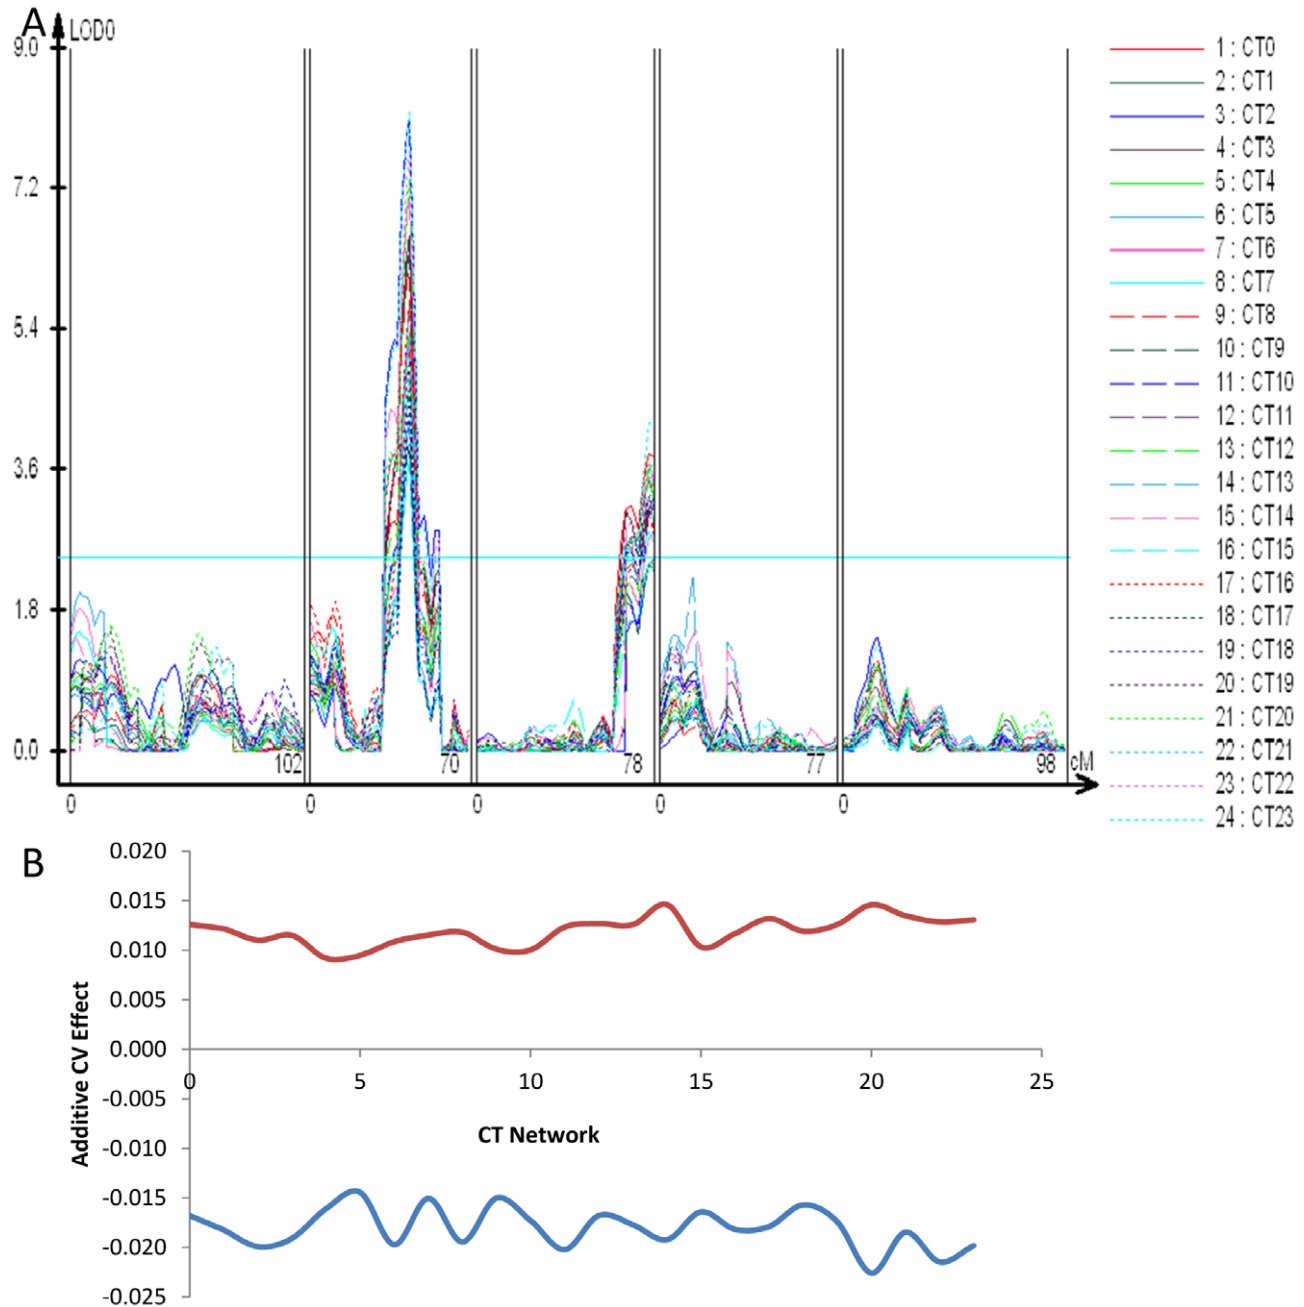 A
LOD0
9.0
7.2
5.4
3.6
1.8
0.0
102
70
78
77
98
cM
0
0
0
0
0
1 : CT0
2 : CT1
3 : CT2
4 : CT3
5 : CT4
6 : CT5
7 : CT6
8 : CT7
9 : CT8
10 : CT9
11 : CT10
12 : CT11
13 : CT12
14 : CT13
15 : CT14
16 : CT15
17 : CT16
18 : CT17
19 : CT18
20 : CT19
21 : CT20
22 : CT21
23 : CT22
24 : CT23
B
0.020
0.015
0.010
0.005
0.000
-0.005
-0.010
-0.015
-0.020
-0.025
Additive CV Effect
0
5
10
15
20
25
CT Network